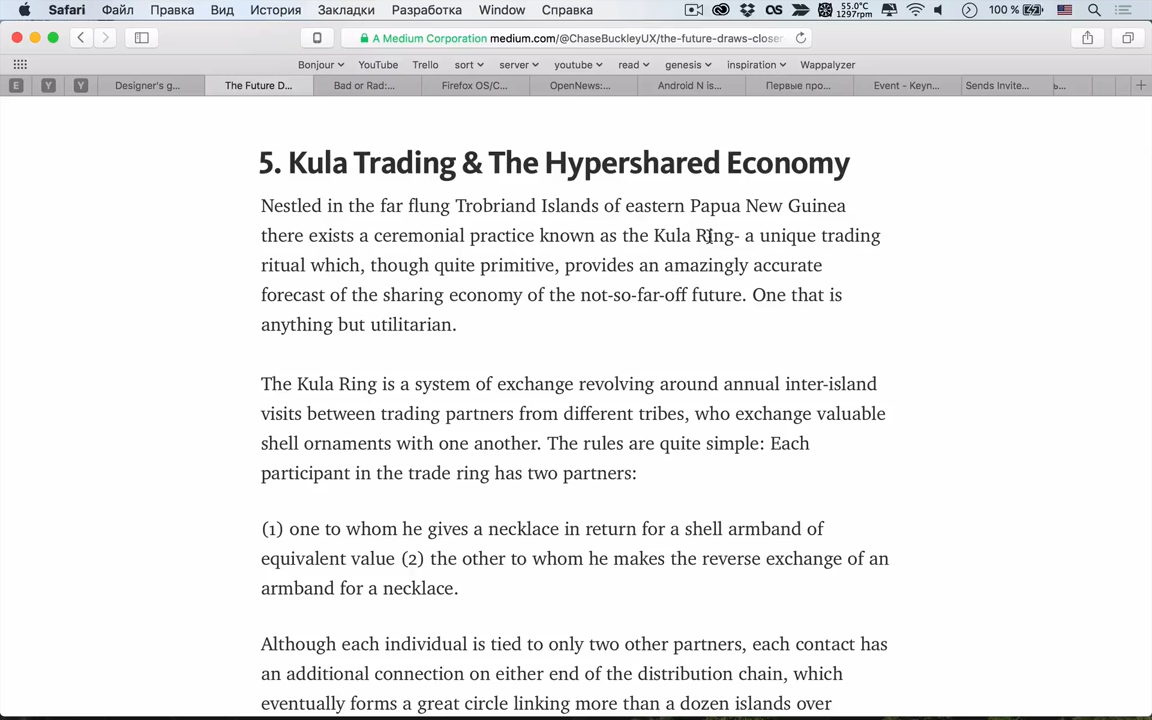 Safari Файл Правка Вид История Закладки Разработка Window Справка OS 55.0°C 1297rpm 100 %
A Medium Corporation medium.com/@ChaseBuckleyUX/the-future-draws-closer-
Bonjour YouTube Trello sort server youtube read genesis inspiration Wappalyzer
E Y Y Designer's g... The Future D... Bad or Rad:... Firefox OS/C... OpenNews:... Android N is... Первые про... Event - Keyn... Sends Invite... ь...
5. Kula Trading & The Hypershared Economy
Nestled in the far flung Trobriand Islands of eastern Papua New Guinea
there exists a ceremonial practice known as the Kula Ring- a unique trading
ritual which, though quite primitive, provides an amazingly accurate
forecast of the sharing economy of the not-so-far-off future. One that is
anything but utilitarian.
The Kula Ring is a system of exchange revolving around annual inter-island
visits between trading partners from different tribes, who exchange valuable
shell ornaments with one another. The rules are quite simple: Each
participant in the trade ring has two partners:
(1) one to whom he gives a necklace in return for a shell armband of
equivalent value (2) the other to whom he makes the reverse exchange of an
armband for a necklace.
Although each individual is tied to only two other partners, each contact has
an additional connection on either end of the distribution chain, which
eventually forms a great circle linking more than a dozen islands over